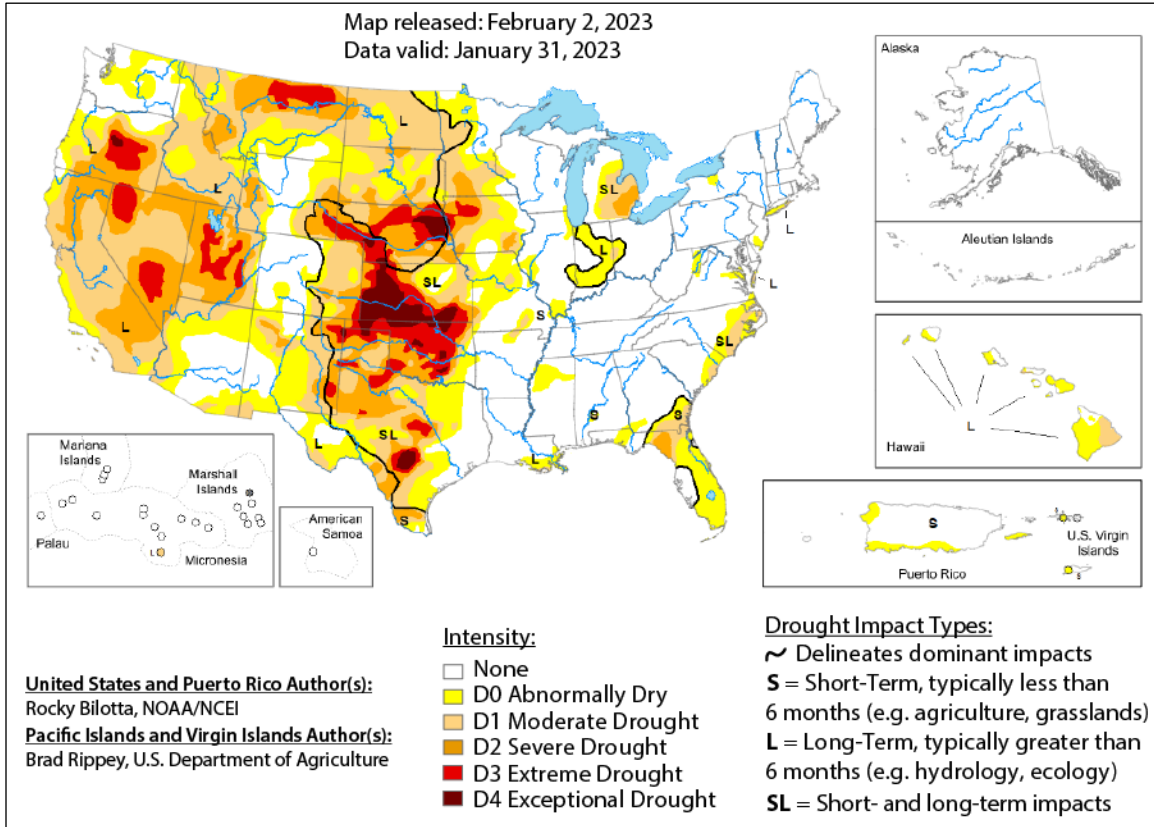 Map released: February 2, 2023
Data valid: January 31, 2023
Alaska
Aleutian Islands
L
L
L
L
SL
L
L
L
SL
S
SL
S
S
SL
L
L
S
L
Hawaii
Mariana
Islands
Marshall
Islands
Palau
L
Micronesia
American
Samoa
S
U.S. Virgin
Islands
S
Puerto Rico
United States and Puerto Rico Author(s):
Rocky Bilotta, NOAA/NCEI
Pacific Islands and Virgin Islands Author(s):
Brad Rippey, U.S. Department of Agriculture
Intensity:
None
D0 Abnormally Dry
D1 Moderate Drought
D2 Severe Drought
D3 Extreme Drought
D4 Exceptional Drought
Drought Impact Types:
Delineates dominant impacts
S = Short-Term, typically less than
6 months (e.g. agriculture, grasslands)
L = Long-Term, typically greater than
6 months (e.g. hydrology, ecology)
SL = Short- and long-term impacts